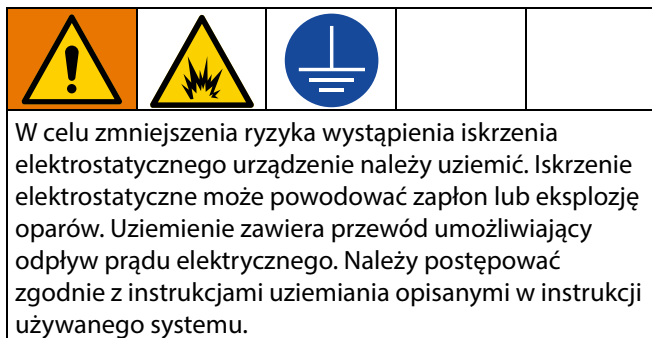 W celu zmniejszenia ryzyka wystąpienia iskrzenia
elektrostatycznego urządzenie należy uziemić. Iskrzenie
elektrostatyczne może powodować zapłon lub eksplozję
oparów. Uziemienie zawiera przewód umożliwiający
odpływ prądu elektrycznego. Należy postępować
zgodnie z instrukcjami uziemiania opisanymi w instrukcji
używanego systemu.